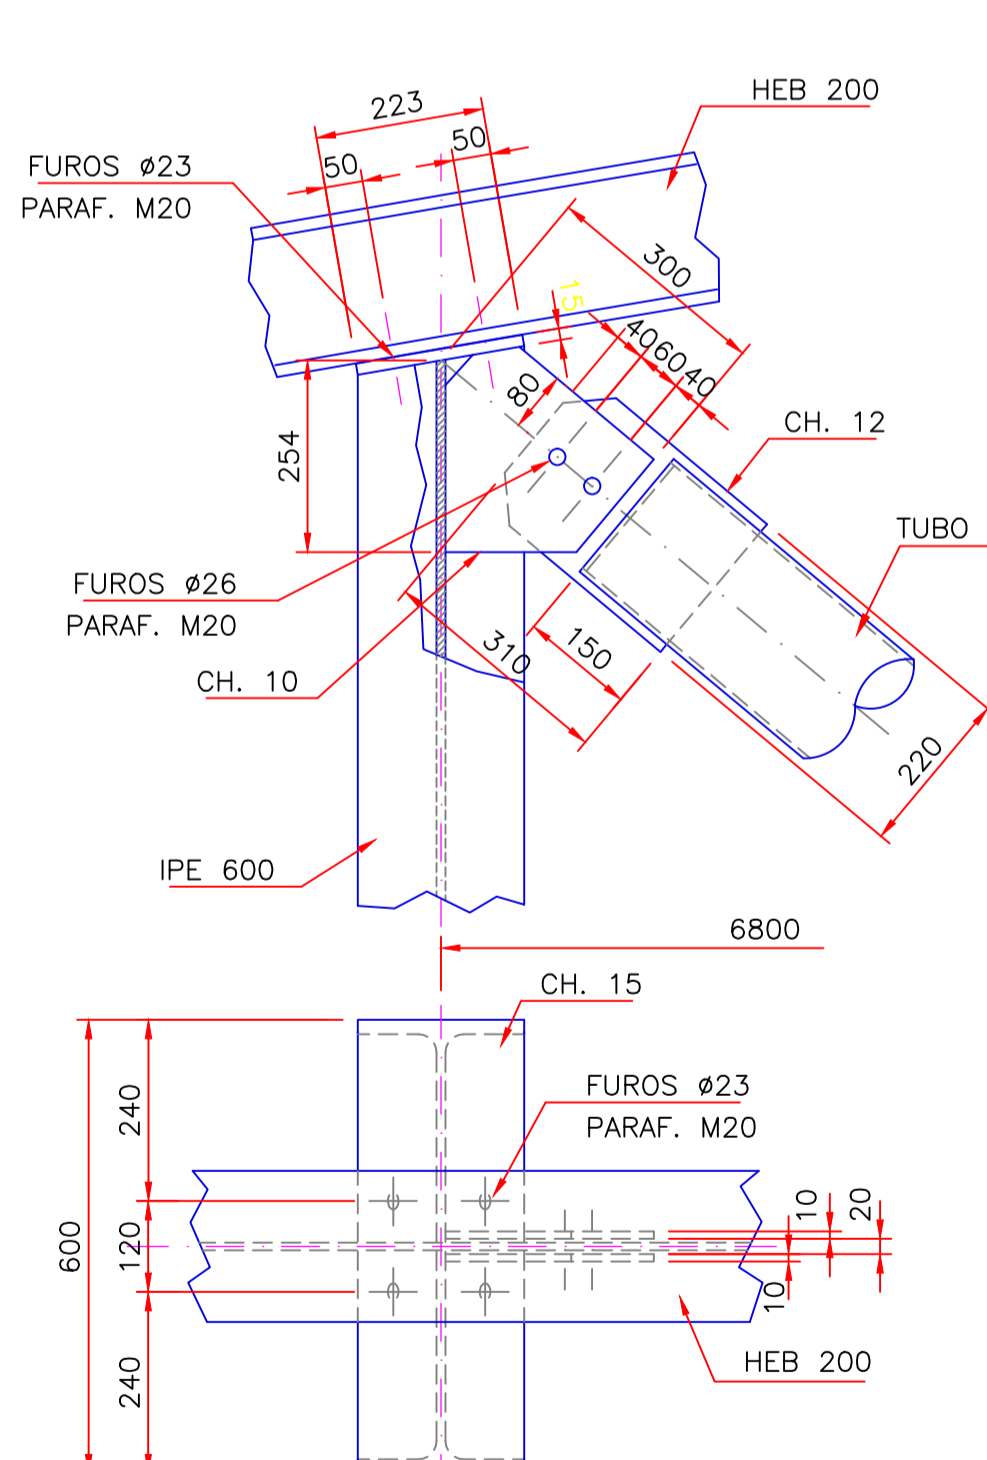 HEB 200
223
50
50
FUROS ø23
PARAF. M20
300
15
40
60
40
80
CH. 12
254
TUBO
FUROS ø26
PARAF. M20
310
150
CH. 10
220
IPE 600
6800
CH. 15
FUROS ø23
PARAF. M20
240
10
20
600
120
10
HEB 200
240